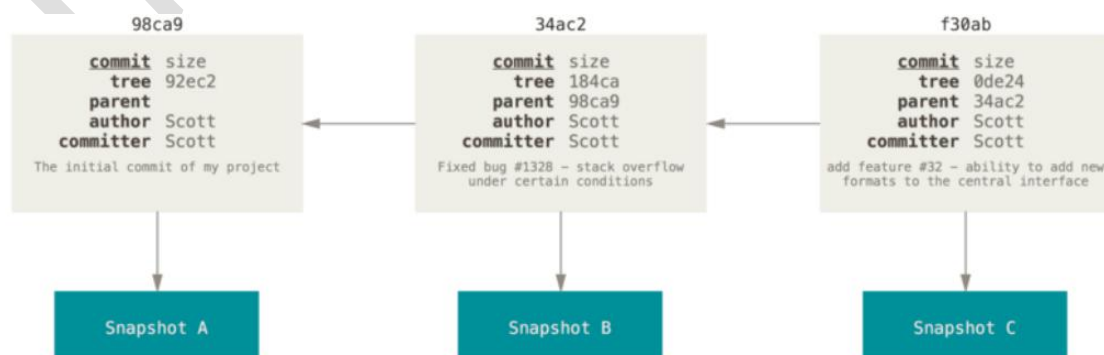 98ca9
commit size
tree 92ec2
parent
author Scott
committer Scott
The initial commit of my project
Snapshot A
34ac2
commit size
tree 184ca
parent 98ca9
author Scott
committer Scott
Fixed bug #1328 – stack overflow
under certain conditions
Snapshot B
f30ab
commit size
tree 0de24
parent 34ac2
author Scott
committer Scott
add feature #32 – ability to add new
formats to the central interface
Snapshot C